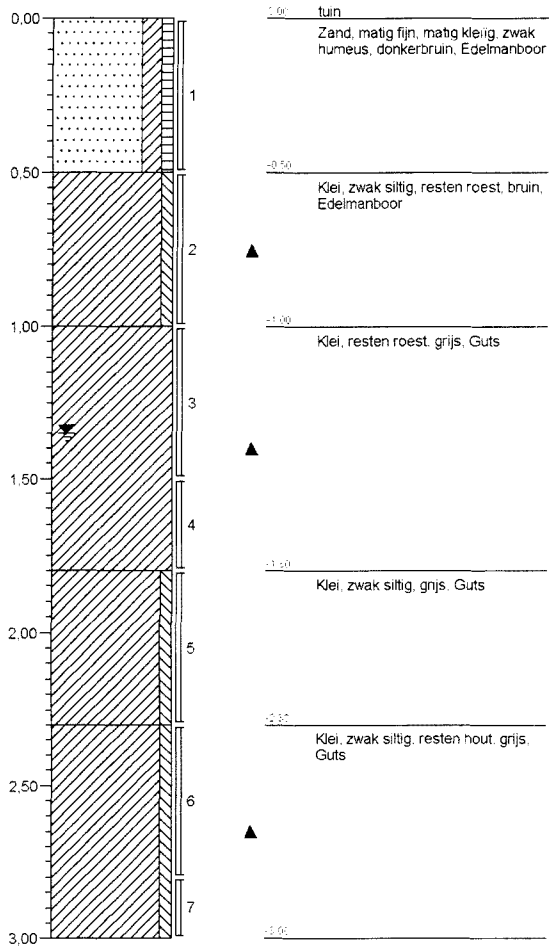 0,00
0.00
tuin
Zand, matig fijn, matig kleiïg, zwak
humeus, donkerbruin, Edelmanboor
1
0,50
-0.50
Klei, zwak siltig, resten roest, bruin,
Edelmanboor
2
1,00
-1.00
Klei, resten roest. grijs, Guts
3
1,50
4
Klei, zwak siltig, grijs, Guts
2,00
5
Klei, zwak siltig, resten hout. grijs,
Guts
2,50
6
7
3,00